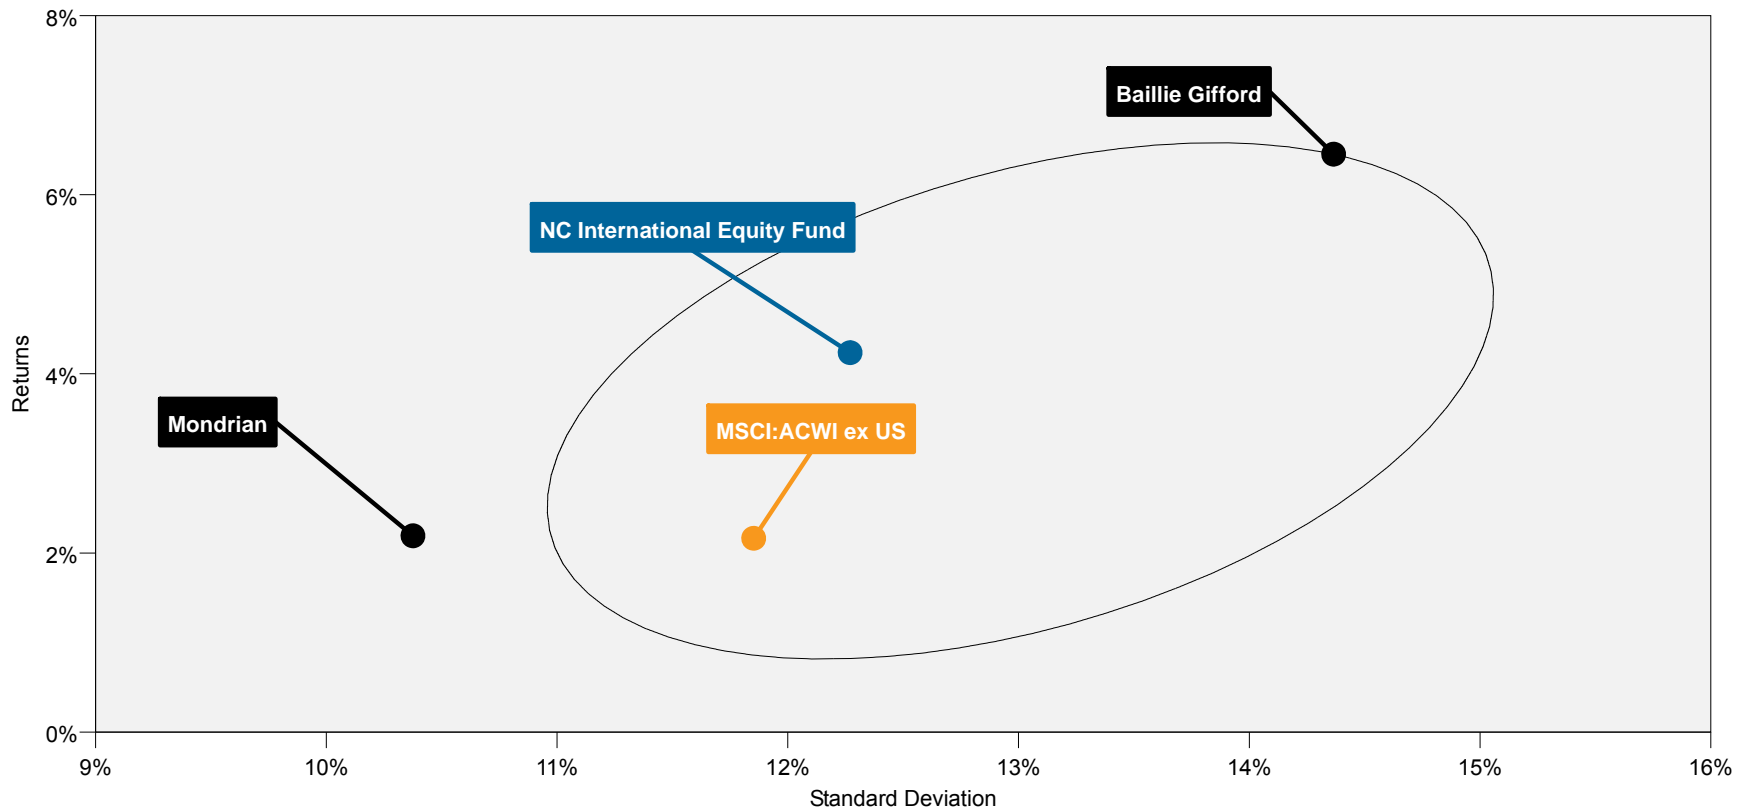 8%
Baillie Gifford
6%
NC International Equity Fund
Returns
4%
Mondrian
MSCI:ACWI ex US
2%
0%
9%
10%
11%
12%
13%
14%
15%
16%
Standard Deviation